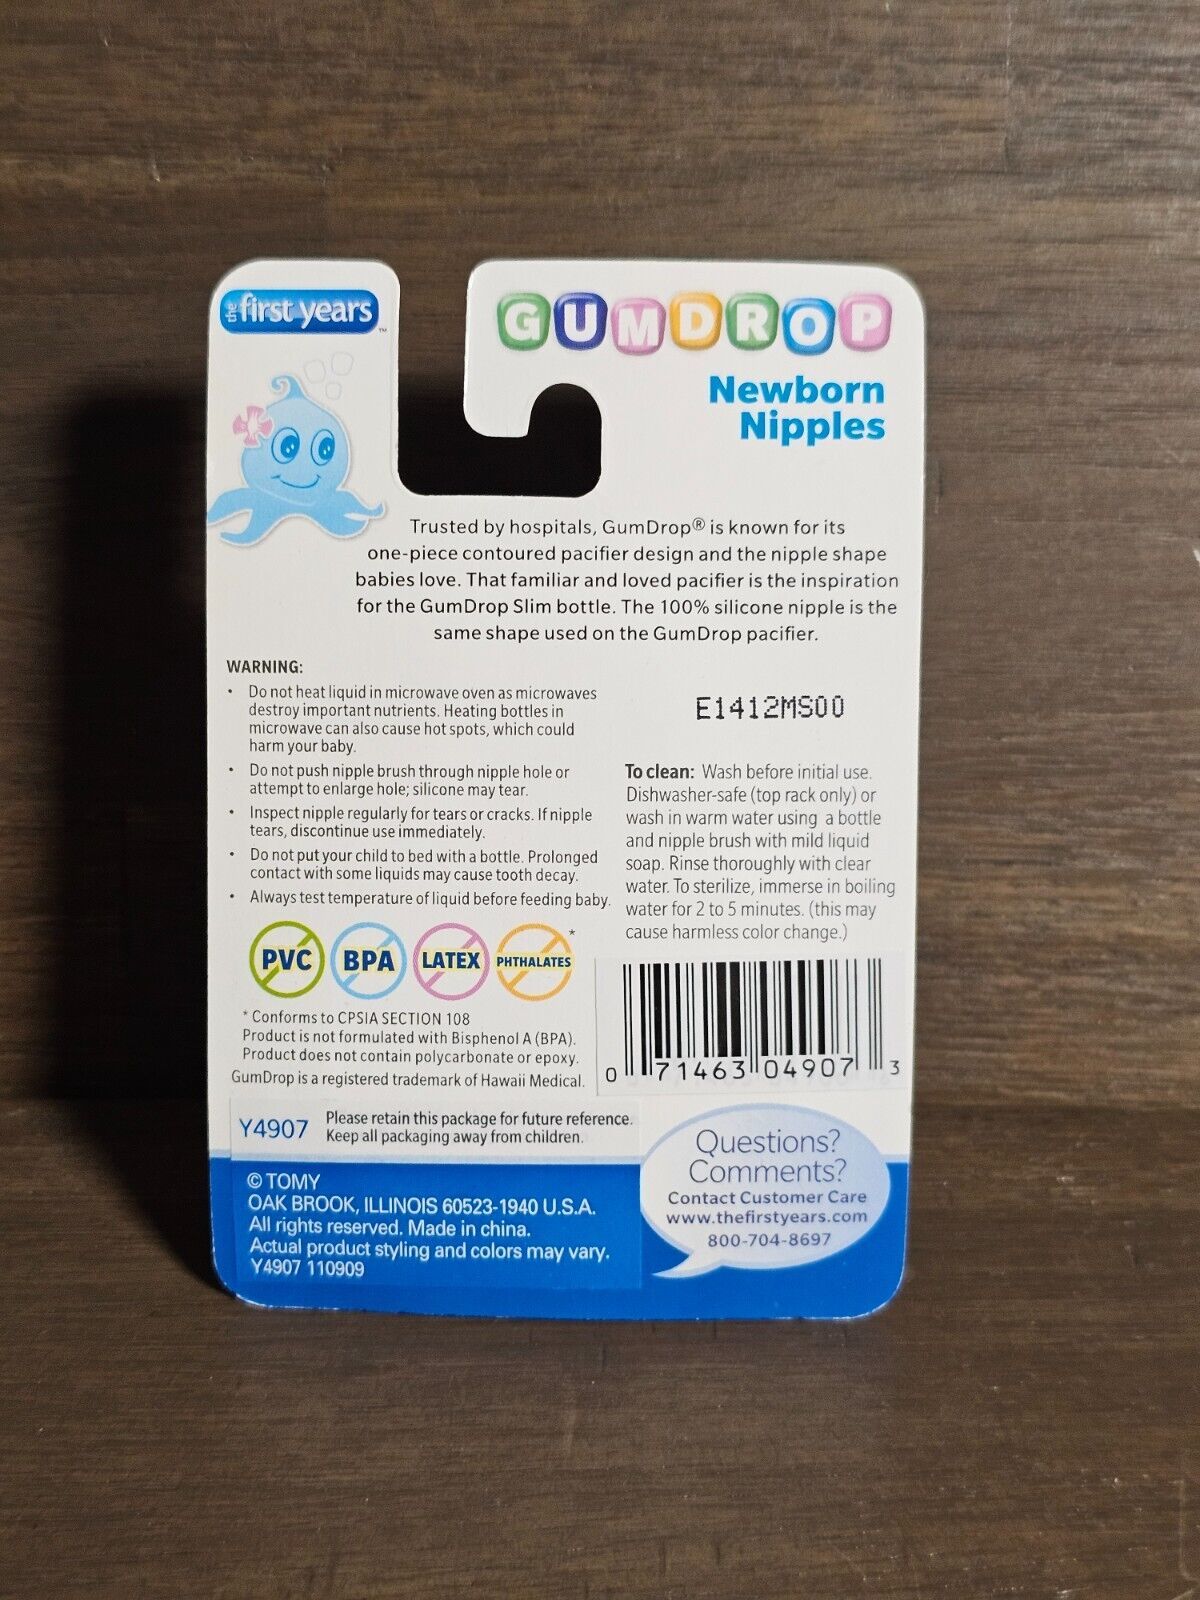 the first years™
GUMDROP
Newborn
Nipples
Trusted by hospitals, GumDrop® is known for its
one-piece contoured pacifier design and the nipple shape
babies love. That familiar and loved pacifier is the inspiration
for the GumDrop Slim bottle. The 100% silicone nipple is the
same shape used on the GumDrop pacifier.
WARNING:
• Do not heat liquid in microwave oven as microwaves
destroy important nutrients. Heating bottles in
microwave can also cause hot spots, which could
harm your baby.
• Do not push nipple brush through nipple hole or
attempt to enlarge hole; silicone may tear.
• Inspect nipple regularly for tears or cracks. If nipple
tears, discontinue use immediately.
• Do not put your child to bed with a bottle. Prolonged
contact with some liquids may cause tooth decay.
• Always test temperature of liquid before feeding baby.
E1412MS00
To clean: Wash before initial use.
Dishwasher-safe (top rack only) or
wash in warm water using a bottle
and nipple brush with mild liquid
soap. Rinse thoroughly with clear
water. To sterilize, immerse in boiling
water for 2 to 5 minutes. (this may
cause harmless color change.)
PVC BPA LATEX PHTHALATES *
* Conforms to CPSIA SECTION 108
Product is not formulated with Bisphenol A (BPA).
Product does not contain polycarbonate or epoxy.
GumDrop is a registered trademark of Hawaii Medical.
0 71463 04907 3
Y4907
Please retain this package for future reference.
Keep all packaging away from children.
© TOMY
OAK BROOK, ILLINOIS 60523-1940 U.S.A.
All rights reserved. Made in china.
Actual product styling and colors may vary.
Y4907 110909
Questions?
Comments?
Contact Customer Care
www.thefirstyears.com
800-704-8697